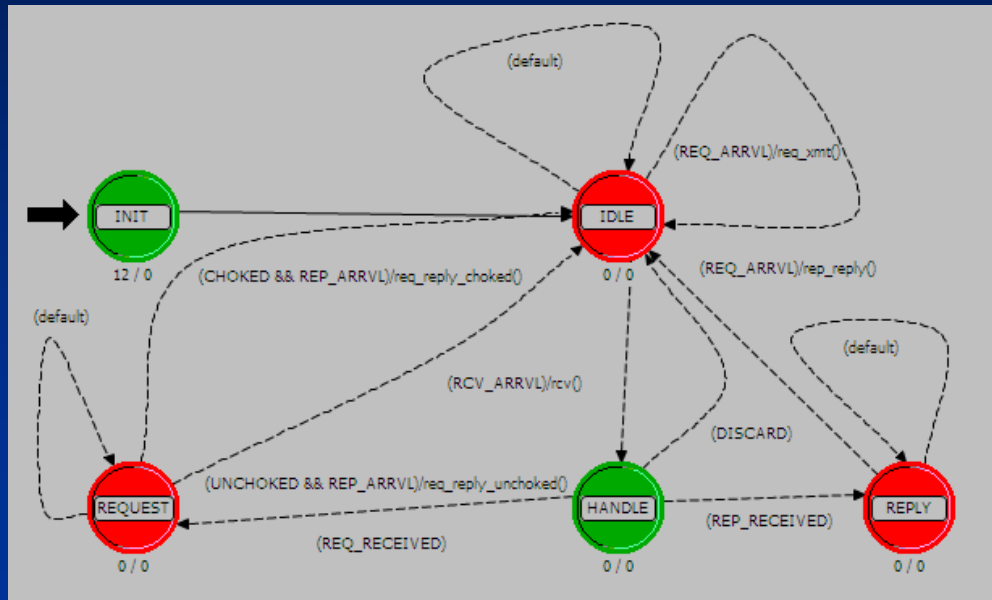 (default)
(REQ_ARRVL)/req_xmt()
INIT
IDLE
12 / 0
(CHOKED && REP_ARRVL)/req_reply_choked()
0 / 0
(REQ_ARRVL)/rep_reply()
(default)
(default)
(RCV_ARRVL)/rcv()
(DISCARD)
(UNCHOKED && REP_ARRVL)/req_reply_unchoked()
REQUEST
HANDLE
REPLY
(REP_RECEIVED)
(REQ_RECEIVED)
0 / 0
0 / 0
0 / 0